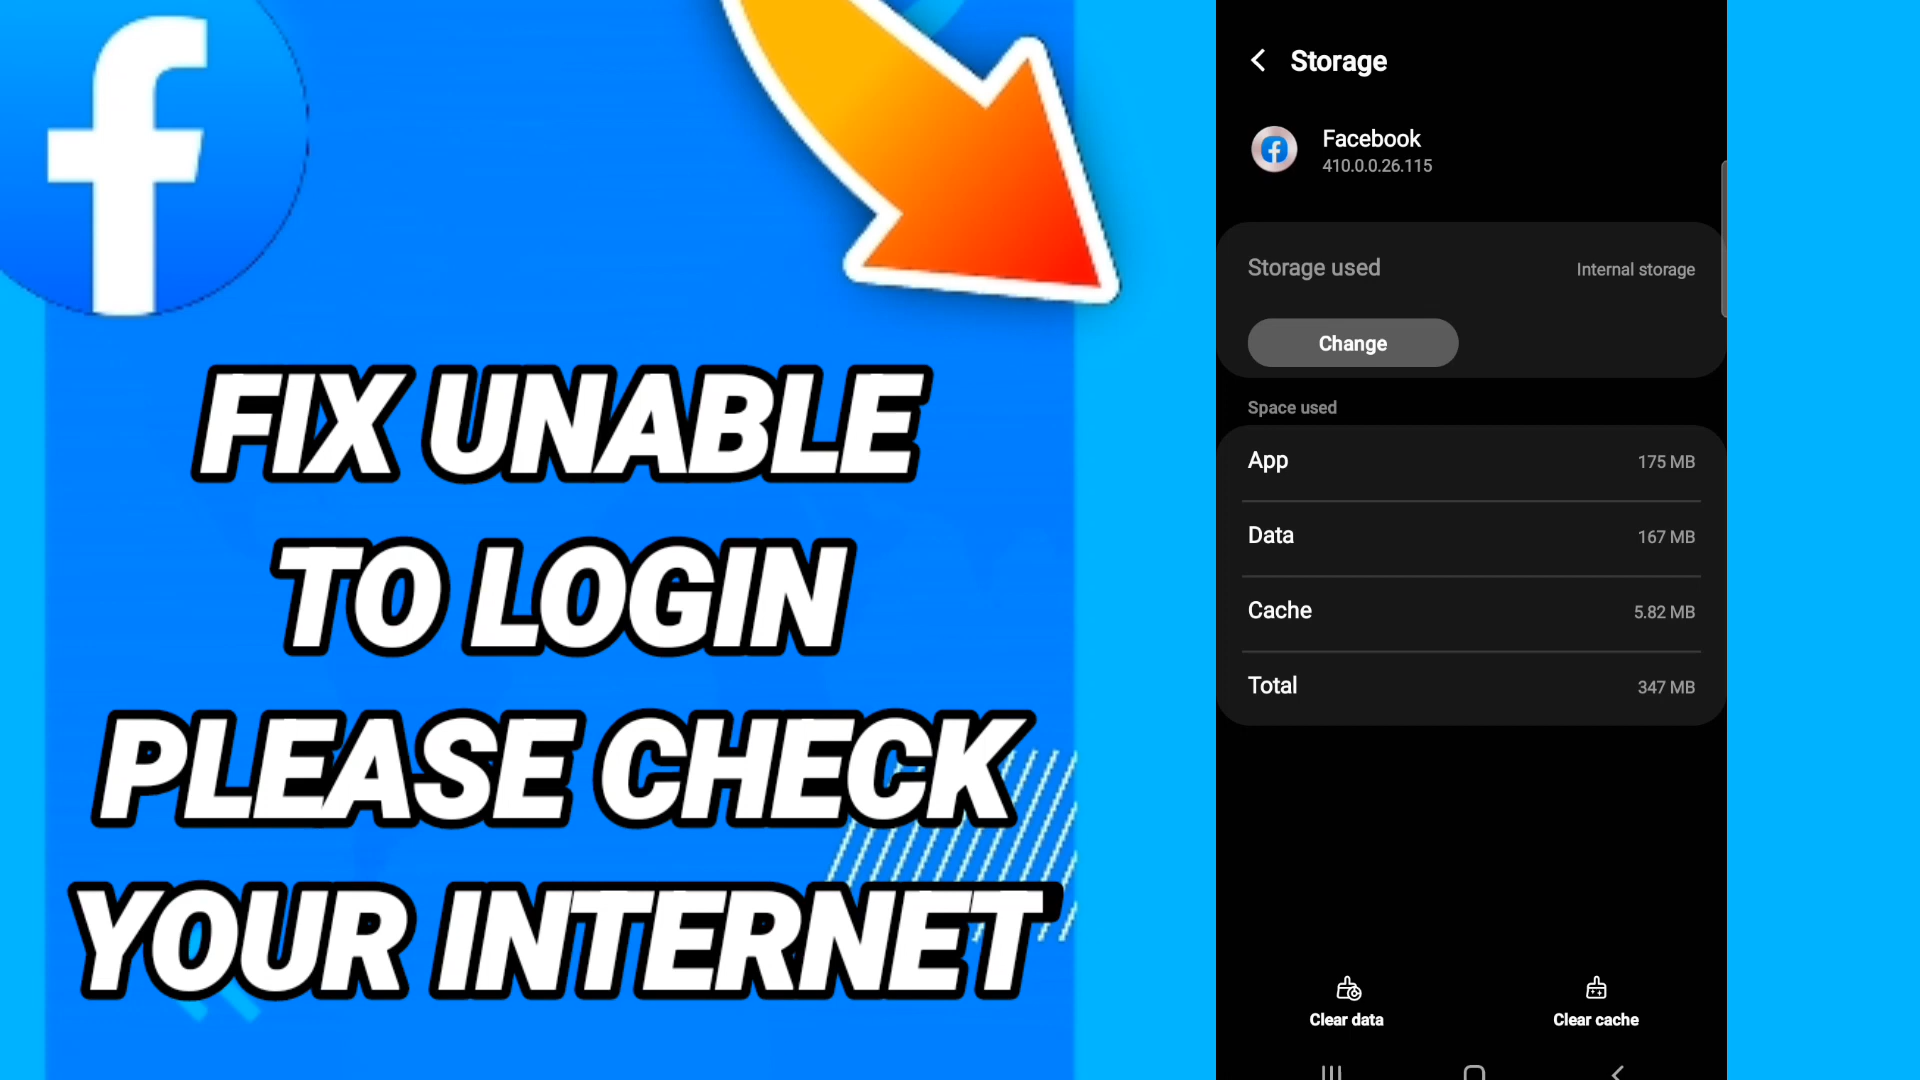 FIX UNABLE
TO LOGIN
PLEASE CHECK
YOUR INTERNET
Storage
Facebook
410.0.0.26.115
Storage used Internal storage
Change
Space used
App 175 MB
Data 167 MB
Cache 5.82 MB
Total 347 MB
Clear data Clear cache